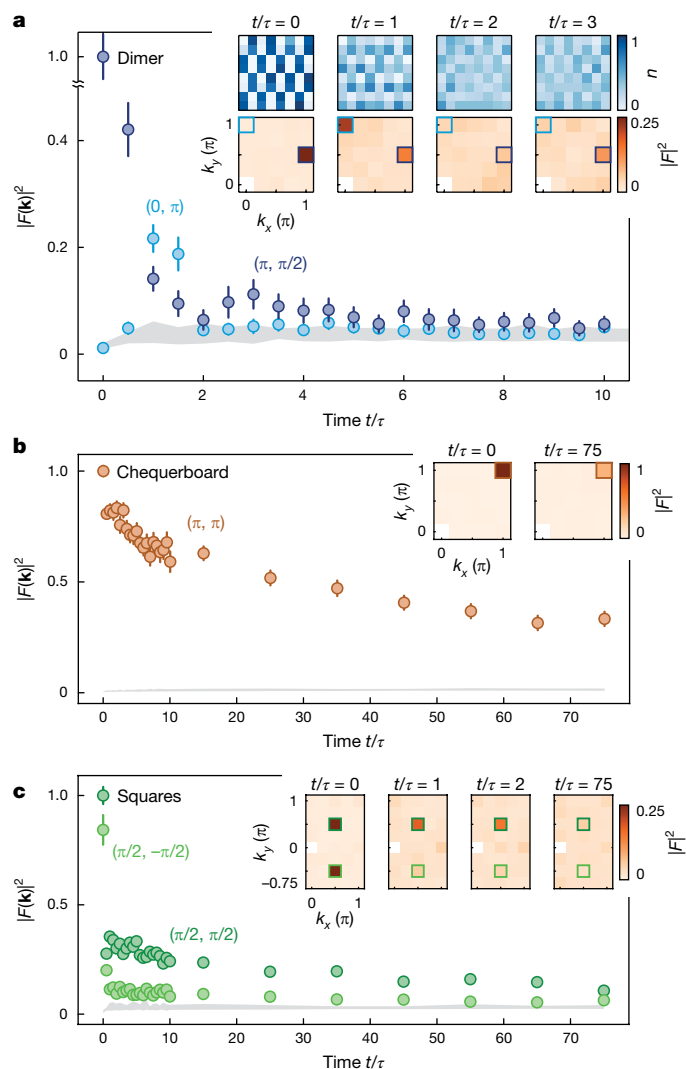 a
t/τ = 0 t/τ = 1 t/τ = 2 t/τ = 3
1.0 Dimer
1 0 n
0.4
k_y (π) 1 0
0 1
k_x (π)
0.25 0 |F|²
|F(k)|²
(0, π)
0.2
(π, π/2)
0
0 2 4 6 8 10
Time t/τ
b
t/τ = 0 t/τ = 75
1.0 Chequerboard
k_y (π) 1 0
1 0 |F|²
(π, π)
0 1
k_x (π)
|F(k)|²
0.5
0
0 10 20 30 40 50 60 70
Time t/τ
c
t/τ = 0 t/τ = 1 t/τ = 2 t/τ = 75
1.0 Squares
0.25 0 |F|²
k_y (π) 1 0 −0.75
(π/2, −π/2)
0 1
k_x (π)
|F(k)|²
0.5
(π/2, π/2)
0
0 10 20 30 40 50 60 70
Time t/τ